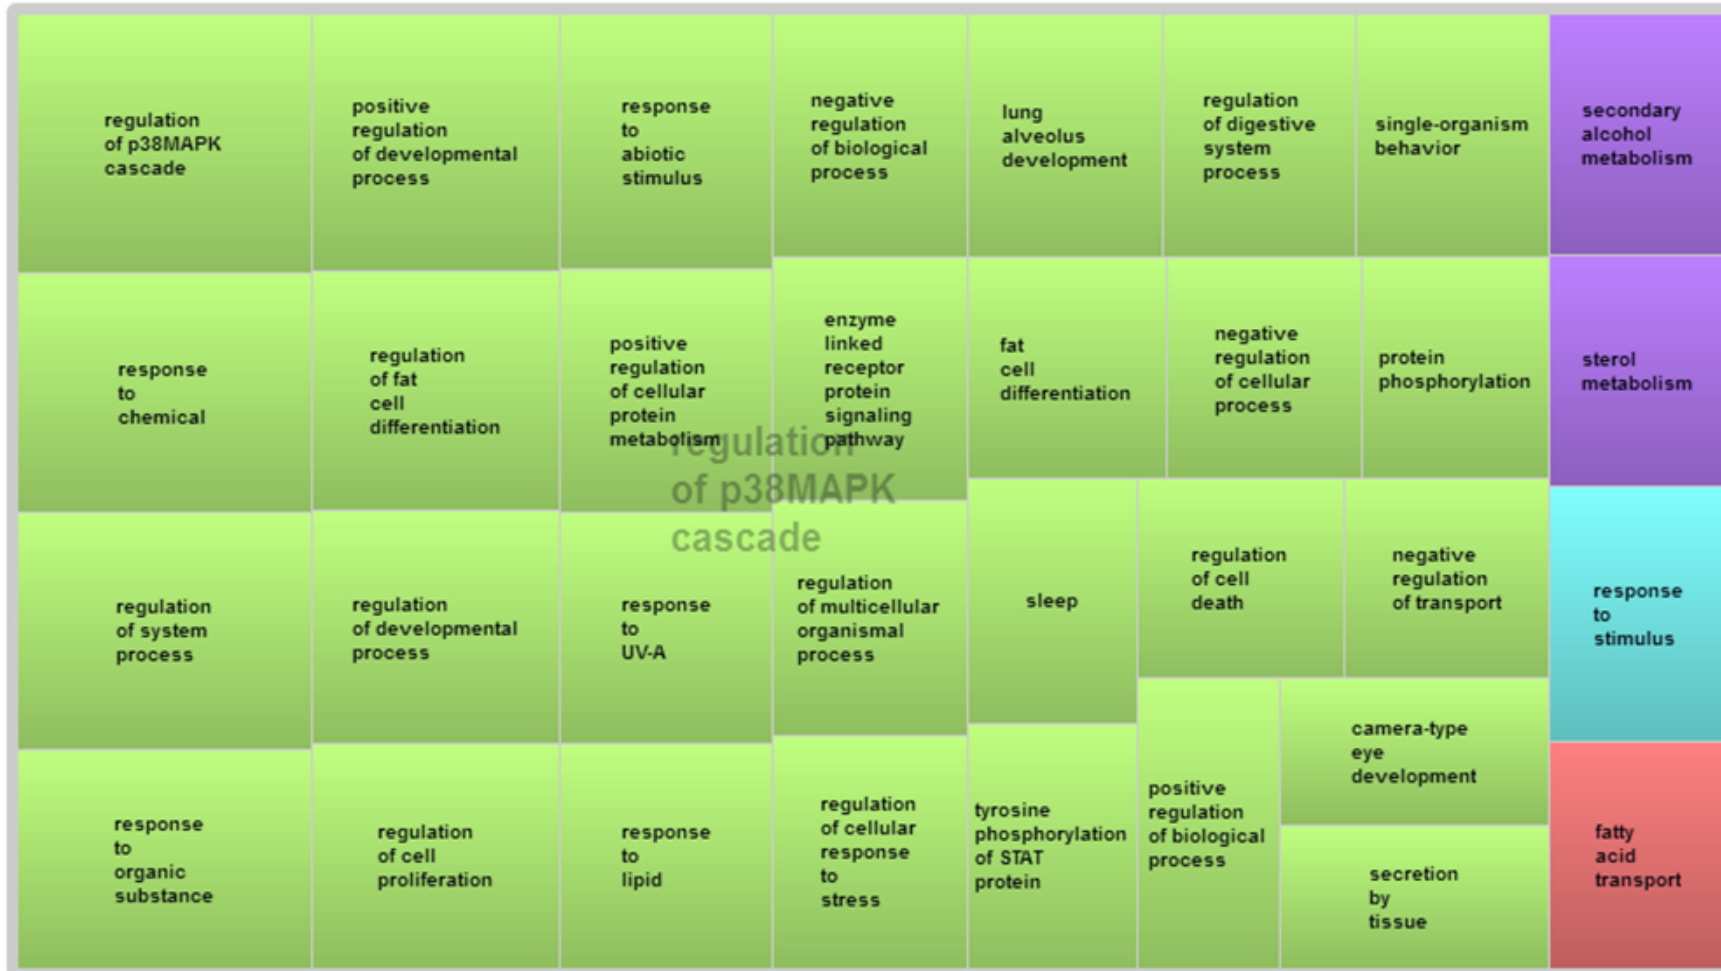 regulation
of p38MAPK
cascade
positive
regulation
of developmental
process
response
to
abiotic
stimulus
negative
regulation
of biological
process
lung
alveolus
development
regulation
of digestive
system
process
single-organism
behavior
secondary
alcohol
metabolism
response
to
chemical
regulation
of fat
cell
differentiation
positive
regulation
of cellular
protein
metabolism
enzyme
linked
receptor
protein
signaling
pathway
fat
cell
differentiation
negative
regulation
of cellular
process
protein
phosphorylation
sterol
metabolism
regulation
of p38MAPK
cascade
regulation
of system
process
regulation
of developmental
process
response
to
UV-A
regulation
of multicellular
organismal
process
sleep
regulation
of cell
death
negative
regulation
of transport
response
to
stimulus
response
to
organic
substance
regulation
of cell
proliferation
response
to
lipid
regulation
of cellular
response
to
stress
tyrosine
phosphorylation
of STAT
protein
positive
regulation
of biological
process
camera-type
eye
development
secretion
by
tissue
fatty
acid
transport